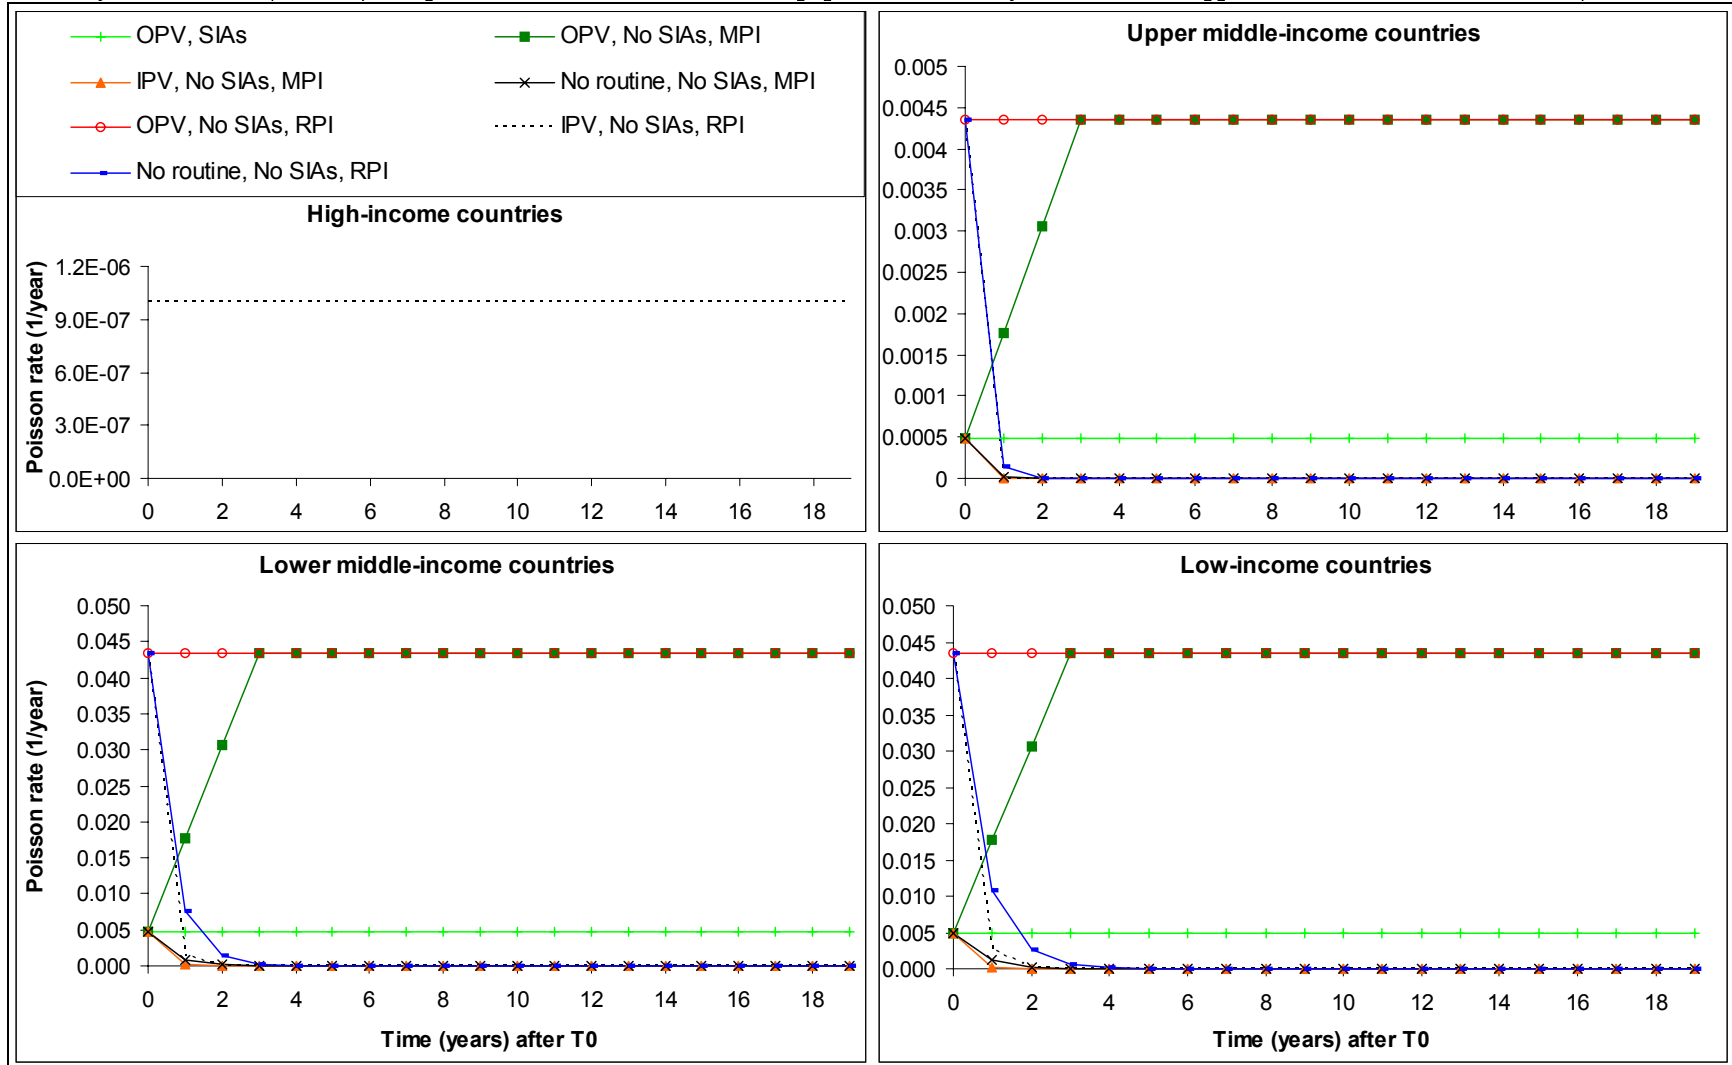 OPV, SIAs
OPV, No SIAs, MPI
IPV, No SIAs, MPI
No routine, No SIAs, MPI
OPV, No SIAs, RPI
IPV, No SIAs, RPI
No routine, No SIAs, RPI
High-income countries
Poisson rate (1/year)
1.2E-06
9.0E-07
6.0E-07
3.0E-07
0.0E+00
0 2 4 6 8 10 12 14 16 18
Upper middle-income countries
0.005
0.0045
0.004
0.0035
0.003
0.0025
0.002
0.0015
0.001
0.0005
0
0 2 4 6 8 10 12 14 16 18
Lower middle-income countries
Poisson rate (1/year)
0.050
0.045
0.040
0.035
0.030
0.025
0.020
0.015
0.010
0.005
0.000
0 2 4 6 8 10 12 14 16 18
Time (years) after T0
Low-income countries
0.050
0.045
0.040
0.035
0.030
0.025
0.020
0.015
0.010
0.005
0.000
0 2 4 6 8 10 12 14 16 18
Time (years) after T0